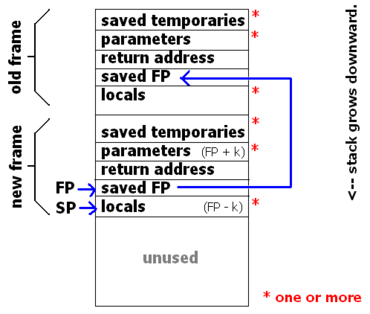 old frame
saved temporaries *
parameters *
return address
saved FP
locals *
new frame
*
saved temporaries
parameters (FP + k) *
return address
FP saved FP
SP locals (FP - k) *
unused
* one or more
<-- stack grows downward.